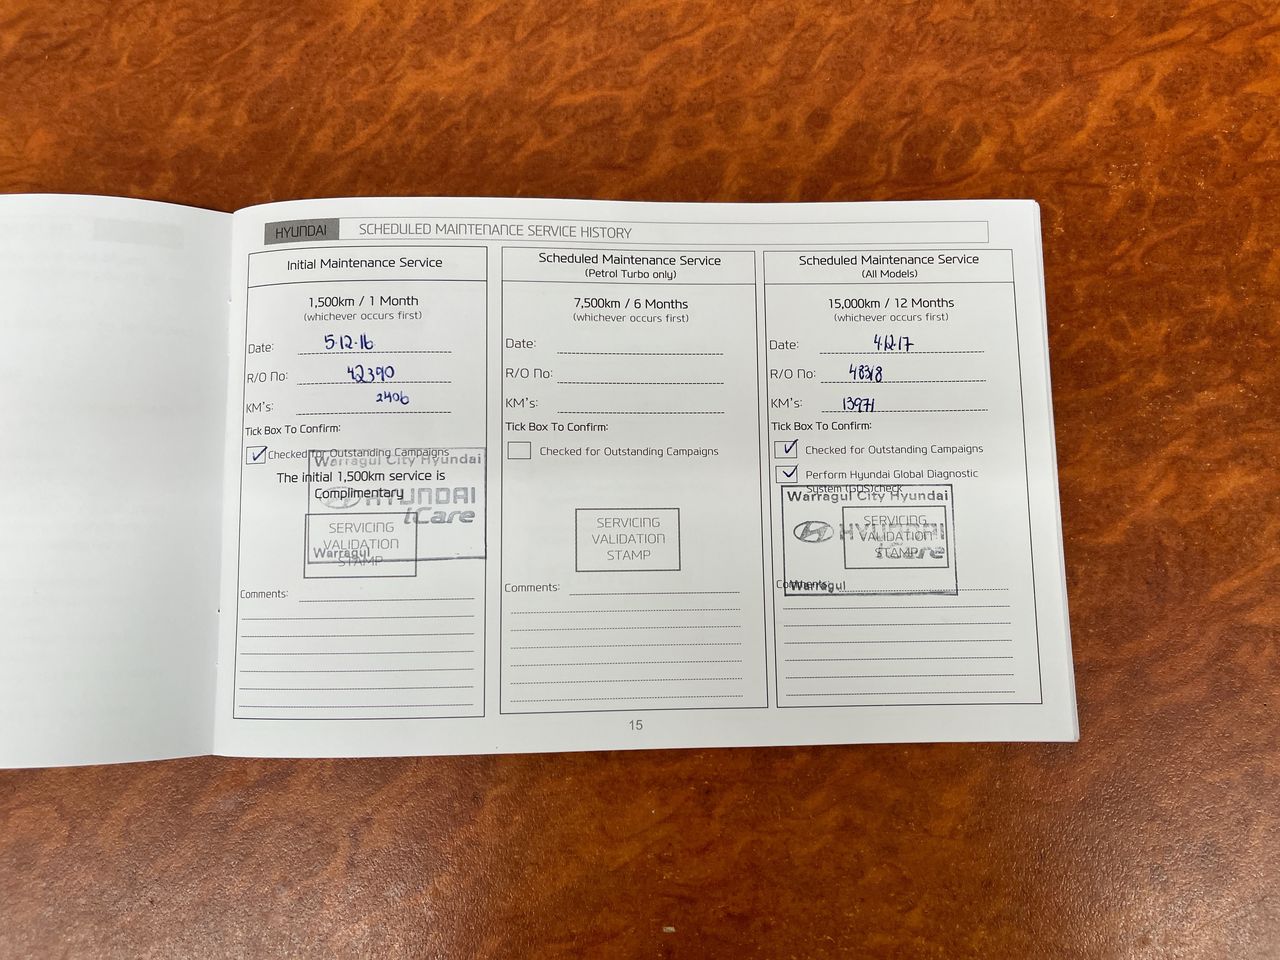 HYUNDAI SCHEDULED MAINTENANCE SERVICE HISTORY
Initial Maintenance Service
1,500km / 1 Month
(whichever occurs first)
Date: 5.12.16
R/O No: 42390
KM's: 2406
Tick Box To Confirm:
Checked for Outstanding Campaigns
The initial 1,500km service is
Complimentary
Warragul City Hyundai
HYUNDAI
iCare
Warragul
SERVICING
VALIDATION
STAMP
Comments:
Scheduled Maintenance Service
(Petrol Turbo only)
7,500km / 6 Months
(whichever occurs first)
Date:
R/O No:
KM's:
Tick Box To Confirm:
Checked for Outstanding Campaigns
SERVICING
VALIDATION
STAMP
Comments:
Scheduled Maintenance Service
(All Models)
15,000km / 12 Months
(whichever occurs first)
Date: 4.12.17
R/O No: 48318
KM's: 13971
Tick Box To Confirm:
Checked for Outstanding Campaigns
Perform Hyundai Global Diagnostic
System (GDS)check
Warragul City Hyundai
HYUNDAI
iCare
Warragul
SERVICING
VALIDATION
STAMP
Comments:
15